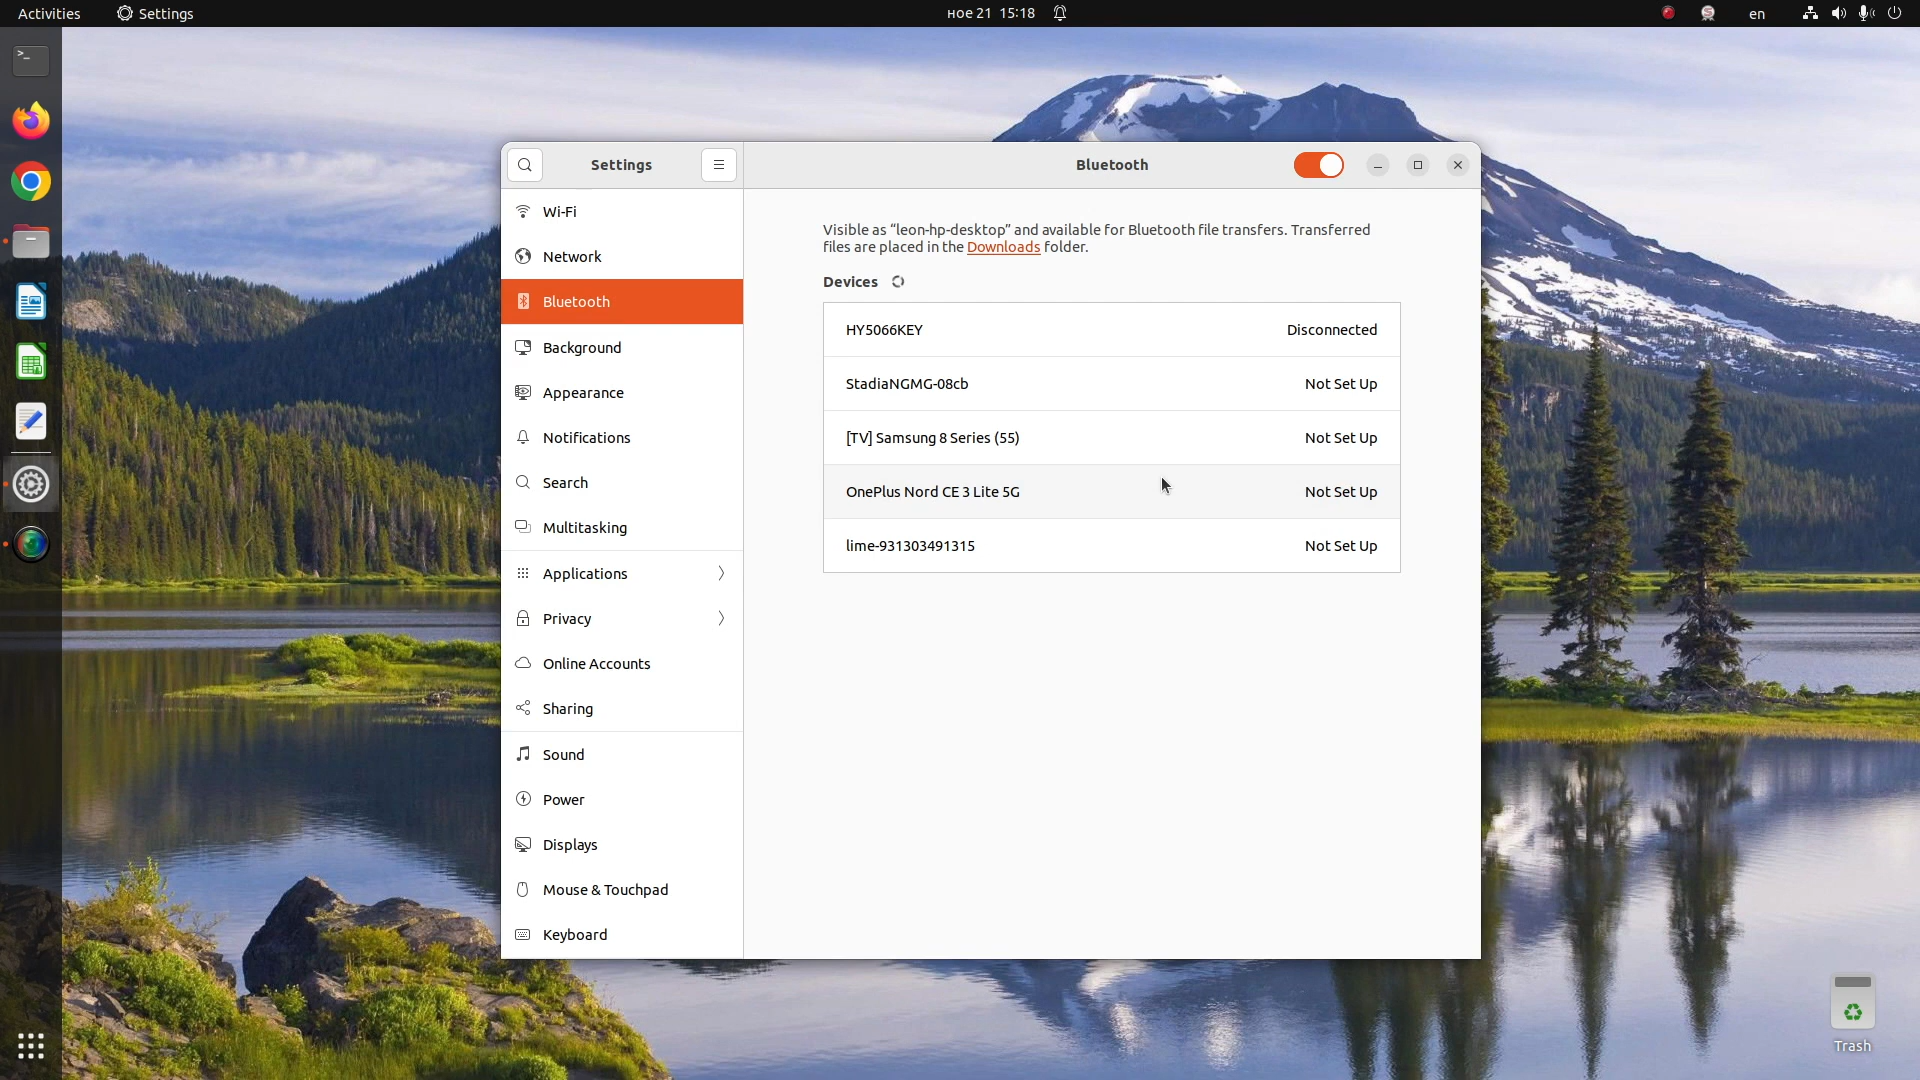 Activities
Settings
ное 21 15:18
en
Settings
Bluetooth
Wi-Fi
Network
Bluetooth
Background
Appearance
Notifications
Search
Multitasking
Applications
Privacy
Online Accounts
Sharing
Sound
Power
Displays
Mouse & Touchpad
Keyboard
Visible as “leon-hp-desktop” and available for Bluetooth file transfers. Transferred
files are placed in the Downloads folder.
Devices
HY5066KEY Disconnected
StadiaNGMG-08cb Not Set Up
[TV] Samsung 8 Series (55) Not Set Up
OnePlus Nord CE 3 Lite 5G Not Set Up
lime-931303491315 Not Set Up
Trash